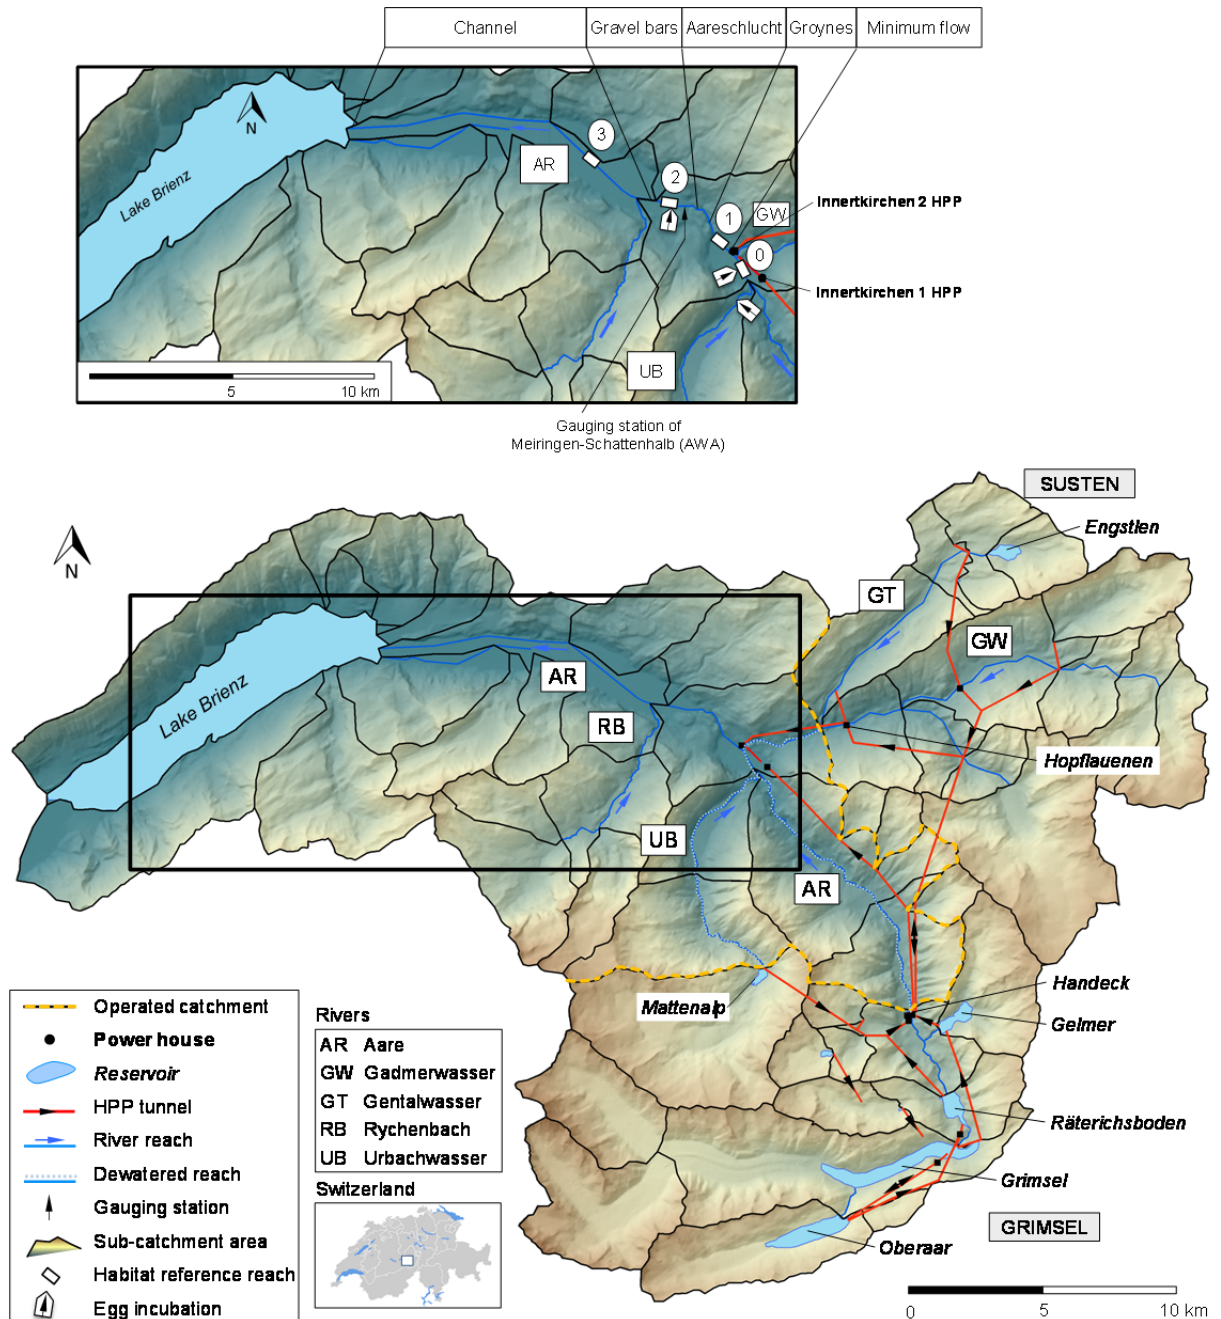 Channel
Gravel bars
Aareschlucht
Groynes
Minimum flow
N
Lake Brienz
AR
3
2
1
GW
0
UB
Innertkirchen 2 HPP
Innertkirchen 1 HPP
5
10 km
Gauging station of
Meiringen-Schattenhalb (AWA)
SUSTEN
Engstlen
N
GT
GW
Lake Brienz
AR
RB
UB
AR
Hopflauenen
Mattenalp
Handeck
Gelmer
Räterichsboden
Grimsel
GRIMSEL
Oberaar
Operated catchment
Power house
Reservoir
HPP tunnel
River reach
Dewatered reach
Gauging station
Sub-catchment area
Habitat reference reach
Egg incubation
Rivers
AR Aare
GW Gadmerwasser
GT Gentalwasser
RB Rychenbach
UB Urbachwasser
Switzerland
0
5
10 km